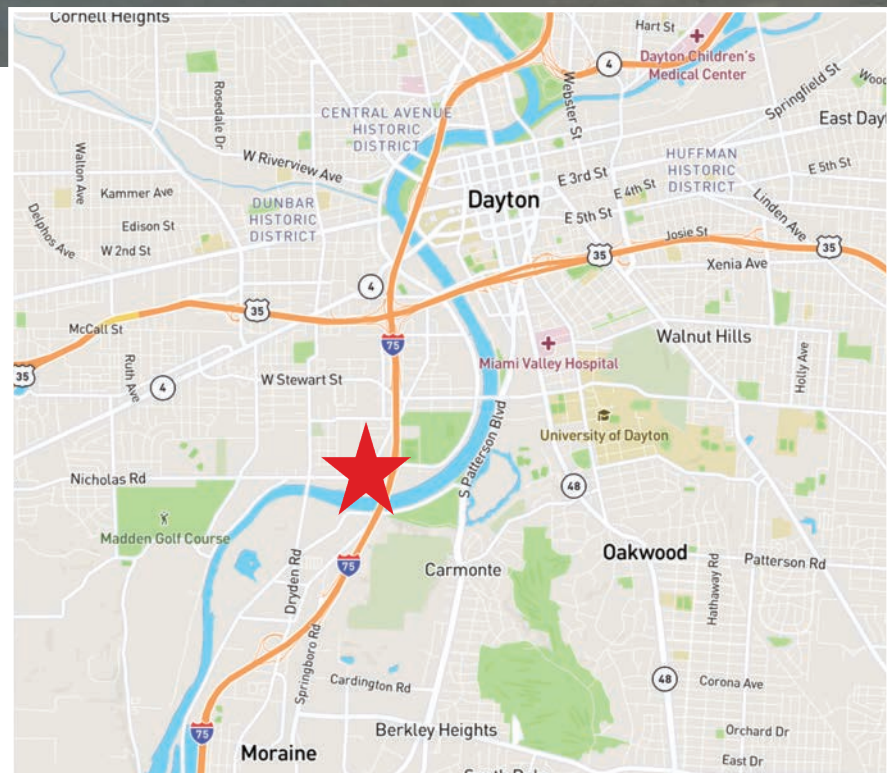 Cornell Heights
Hart St
4
Dayton Children's
Medical Center
Webster St
Springfield St
Rosedale Dr
CENTRAL AVENUE
HISTORIC
DISTRICT
East Day
Walton Ave
W Riverview Ave
HUFFMAN
HISTORIC
DISTRICT
E 5th St
E 3rd St
E 4th St
Kammer Ave
Dayton
DUNBAR
HISTORIC
DISTRICT
Linden Ave
Delphos Ave
Edison St
E 5th St
W 2nd St
Josie St
35
35
Xenia Ave
4
35
McCall St
75
Walnut Hills
Miami Valley Hospital
Holly Ave
35
Ruth Ave
4
W Stewart St
S Patterson Blvd
University of Dayton
Nicholas Rd
48
Madden Golf Course
Oakwood
Patterson Rd
75
Carmonte
Dryden Rd
Hathaway Rd
Springboro Rd
Cardington Rd
48
Corona Ave
75
Berkley Heights
Orchard Dr
Moraine
East Dr